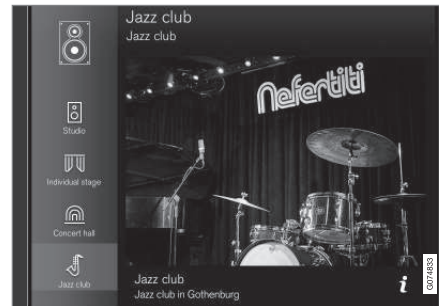 Jazz club
Jazz club
Nefertiti
Studio
Individual stage
Concert hall
Jazz club
Jazz club
Jazz club in Gothenburg
i
G074833